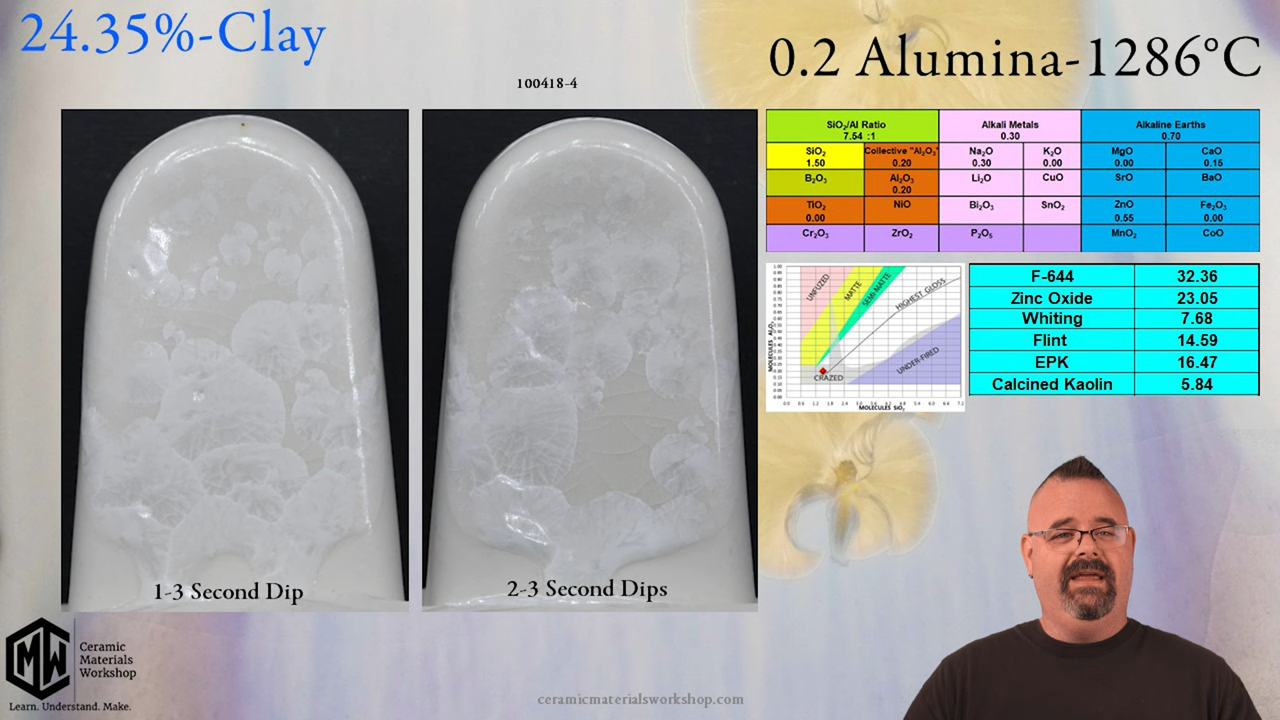 24.35%-Clay
0.2 Alumina-1286°C
100418-4
SiO₂/Al Ratio
7.54 :1
Alkali Metals
0.30
Alkaline Earths
0.70
SiO₂
1.50
Collective "Al₂O₃"
0.20
Na₂O
0.30
K₂O
0.00
MgO
0.00
CaO
0.15
B₂O₃
Al₂O₃
0.20
Li₂O
CuO
SrO
BaO
TiO₂
0.00
NiO
Bi₂O₃
SnO₂
ZnO
0.55
Fe₂O₃
0.00
Cr₂O₃
ZrO₂
P₂O₅
MnO₂
CoO
UNFUZED
MATTE
SEMI-MATTE
HIGHEST GLOSS
UNDER-FIRED
CRAZED
MOLECULES Al₂O₃
MOLECULES SiO₂
F-644 32.36
Zinc Oxide 23.05
Whiting 7.68
Flint 14.59
EPK 16.47
Calcined Kaolin 5.84
1-3 Second Dip
2-3 Second Dips
CMW
Ceramic
Materials
Workshop
Learn. Understand. Make.
ceramicmaterialsworkshop.com